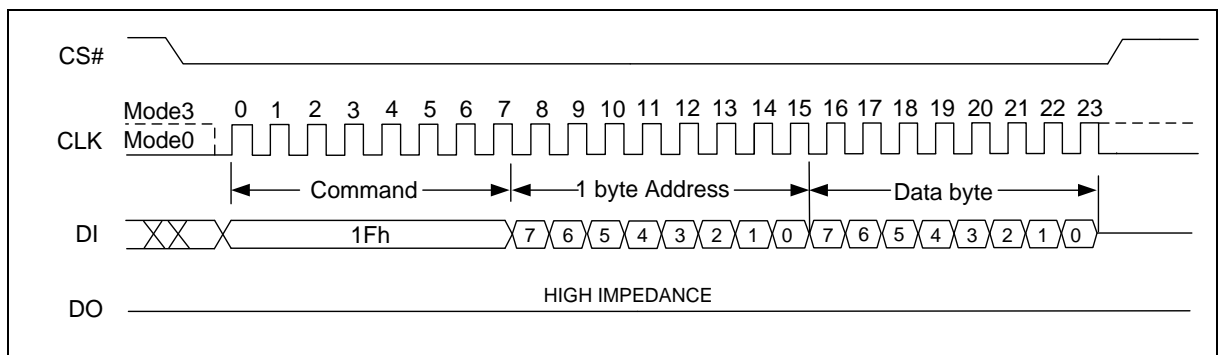 CS#
Mode3 0 1 2 3 4 5 6 7 8 9 10 11 12 13 14 15 16 17 18 19 20 21 22 23
CLK Mode0
Command 1 byte Address Data byte
DI 1Fh 7 6 5 4 3 2 1 0 7 6 5 4 3 2 1 0
HIGH IMPEDANCE
DO